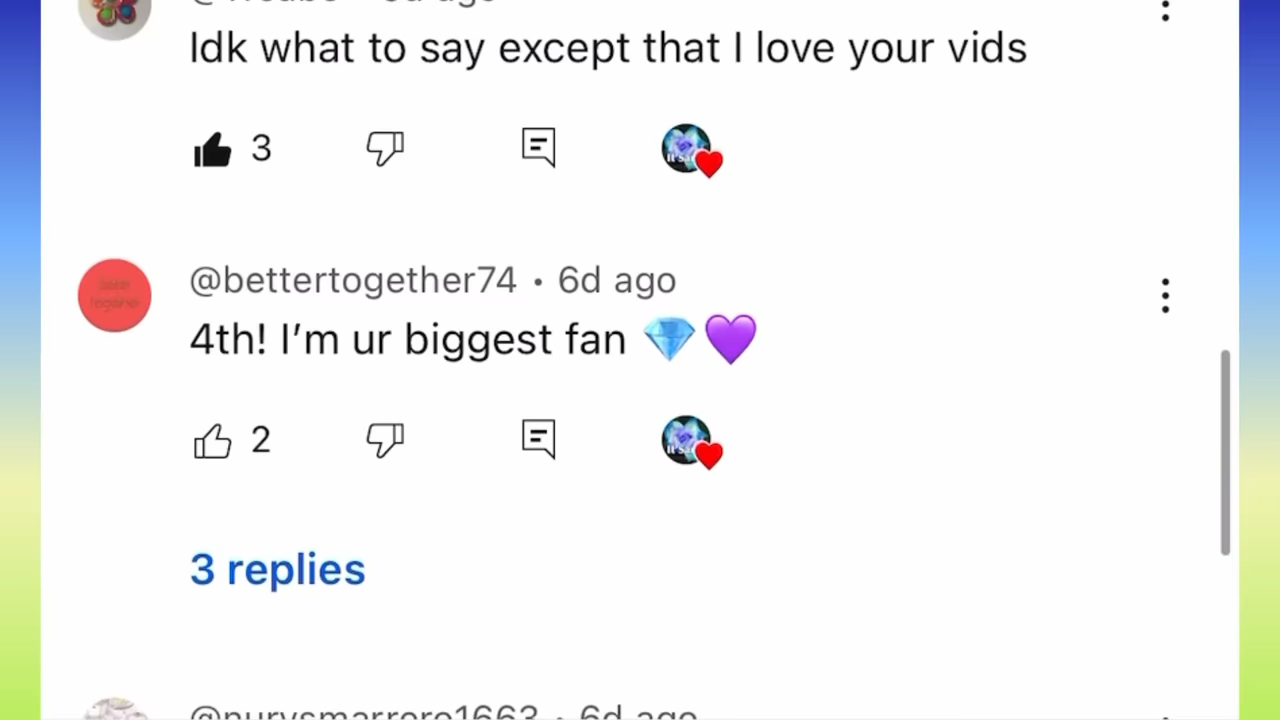 Idk what to say except that I love your vids
3
@bettertogether74 • 6d ago
4th! I’m ur biggest fan 💎💜
2
3 replies
@nurysmarrero1663 • 6d ago